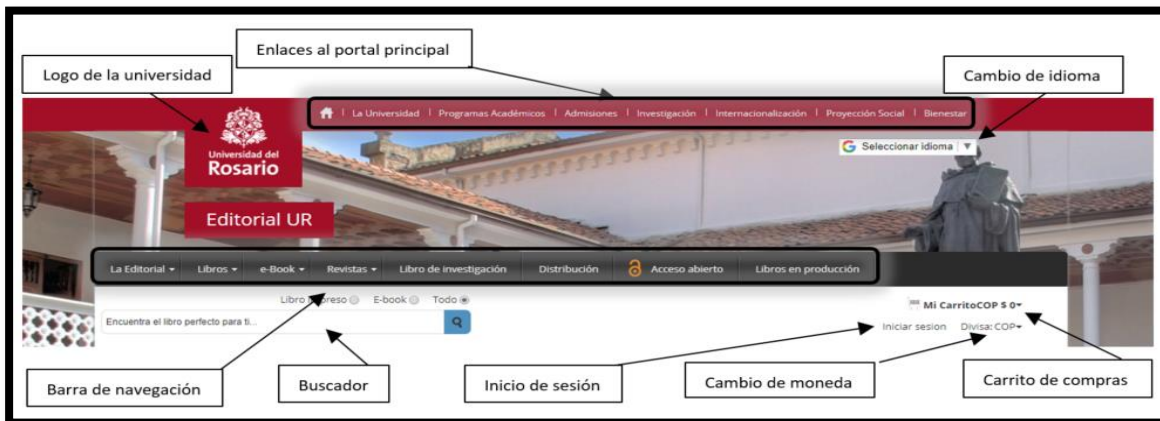 Enlaces al portal principal
Logo de la universidad
Cambio de idioma
La Universidad | Programas Académicos | Admisiones | Investigación | Internacionalización | Proyección Social | Bienestar
Seleccionar idioma
Universidad del
Rosario
Editorial UR
La Editorial Libros e-Book Revistas Libro de investigación Distribución Acceso abierto Libros en producción
Libro E-book Todo
Mi CarritoCOP $ 0
Encuentra el libro perfecto para ti...
Iniciar sesion Divisa: COP
Barra de navegación
Buscador
Inicio de sesión
Cambio de moneda
Carrito de compras